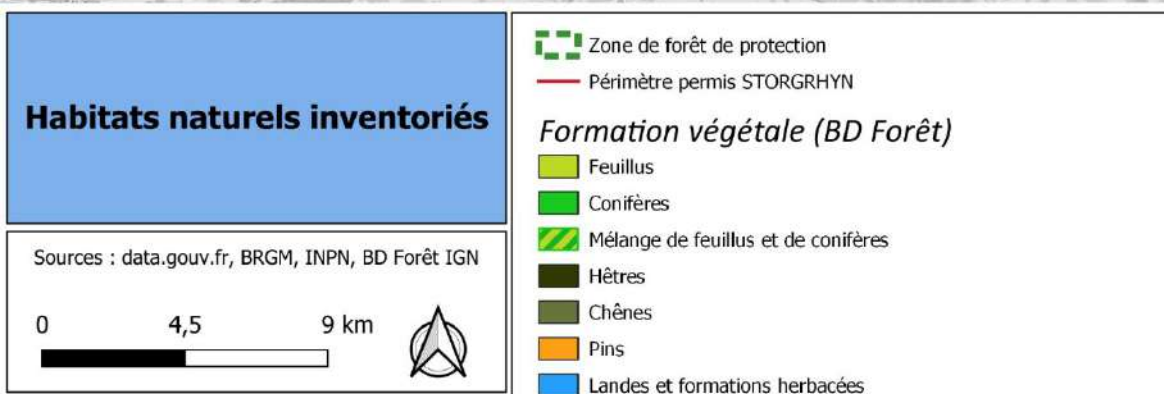 Habitats naturels inventoriés
Sources : data.gouv.fr, BRGM, INPN, BD Forêt IGN
0 4,5 9 km
Zone de forêt de protection
Périmètre permis STORGRHYN
Formation végétale (BD Forêt)
Feuillus
Conifères
Mélange de feuillus et de conifères
Hêtres
Chênes
Pins
Landes et formations herbacées